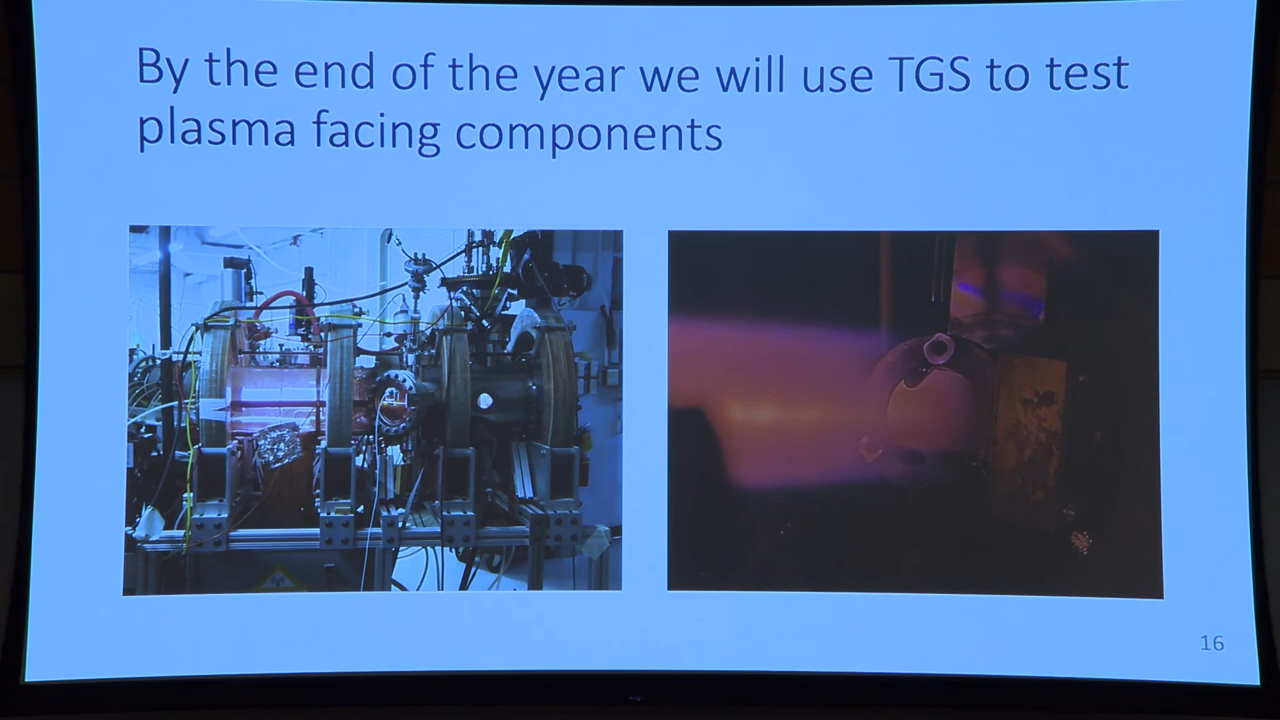 By the end of the year we will use TGS to test
plasma facing components
16